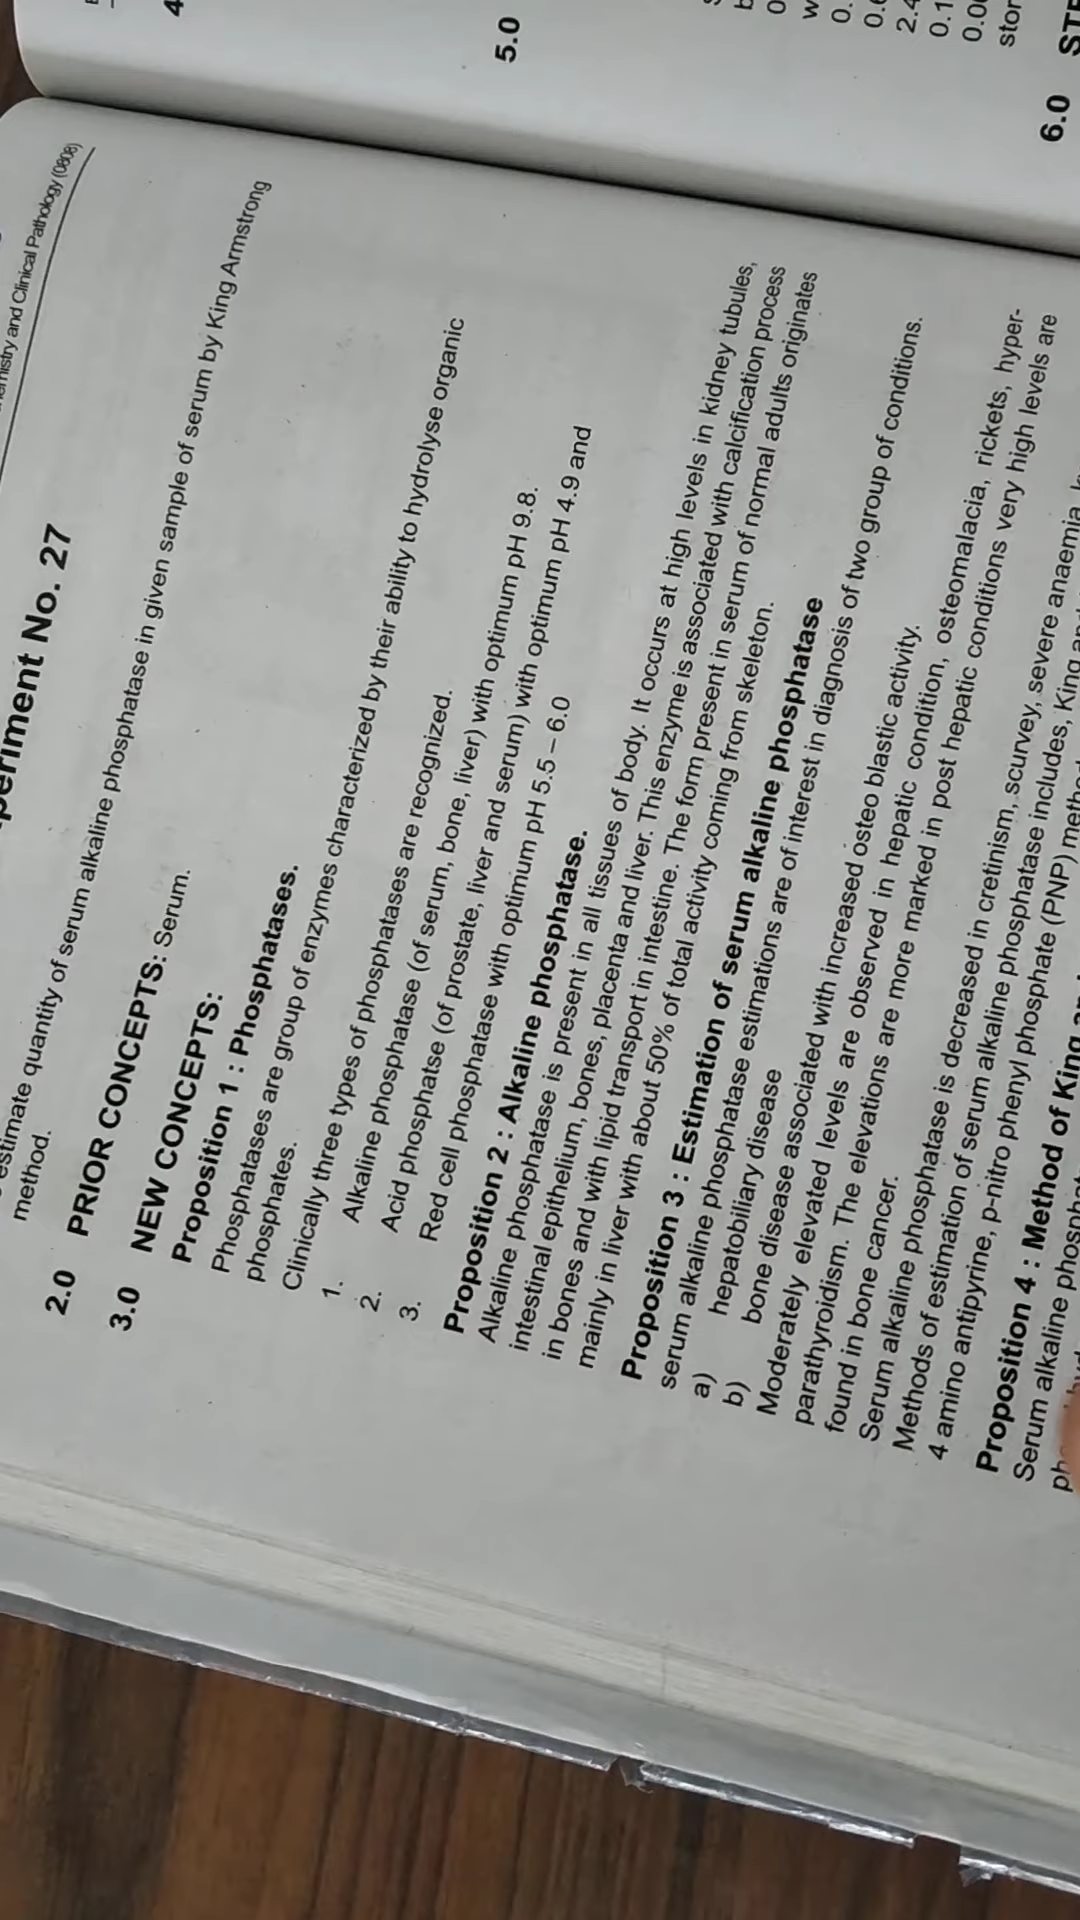 and Clinical Pathology (0808)
periment No. 27
estimate quantity of serum alkaline phosphatase in given sample of serum by King Armstrong
method.
2.0 PRIOR CONCEPTS: Serum.
3.0 NEW CONCEPTS:
Proposition 1 : Phosphatases.
Phosphatases are group of enzymes characterized by their ability to hydrolyse organic
phosphates.
Clinically three types of phosphatases are recognized.
1. Alkaline phosphatase (of serum, bone, liver) with optimum pH 9.8.
2. Acid phosphatse (of prostate, liver and serum) with optimum pH 4.9 and
3. Red cell phosphatase with optimum pH 5.5 – 6.0
Proposition 2 : Alkaline phosphatase.
Alkaline phosphatase is present in all tissues of body. It occurs at high levels in kidney tubules,
intestinal epithelium, bones, placenta and liver. This enzyme is associated with calcification process
in bones and with lipid transport in intestine. The form present in serum of normal adults originates
mainly in liver with about 50% of total activity coming from skeleton.
Proposition 3 : Estimation of serum alkaline phosphatase
serum alkaline phosphatase estimations are of interest in diagnosis of two group of conditions.
a) hepatobiliary disease
b) bone disease associated with increased osteo blastic activity.
Moderately elevated levels are observed in hepatic condition, osteomalacia, rickets, hyper-
parathyroidism. The elevations are more marked in post hepatic conditions very high levels are
found in bone cancer.
Serum alkaline phosphatase is decreased in cretinism, scurvey, severe anaemia
Methods of estimation of serum alkaline phosphatase includes, King
4 amino antipyrine, p-nitro phenyl phosphate (PNP)
Proposition 4 : Method of King
Serum alkaline
4
5.0
6.0